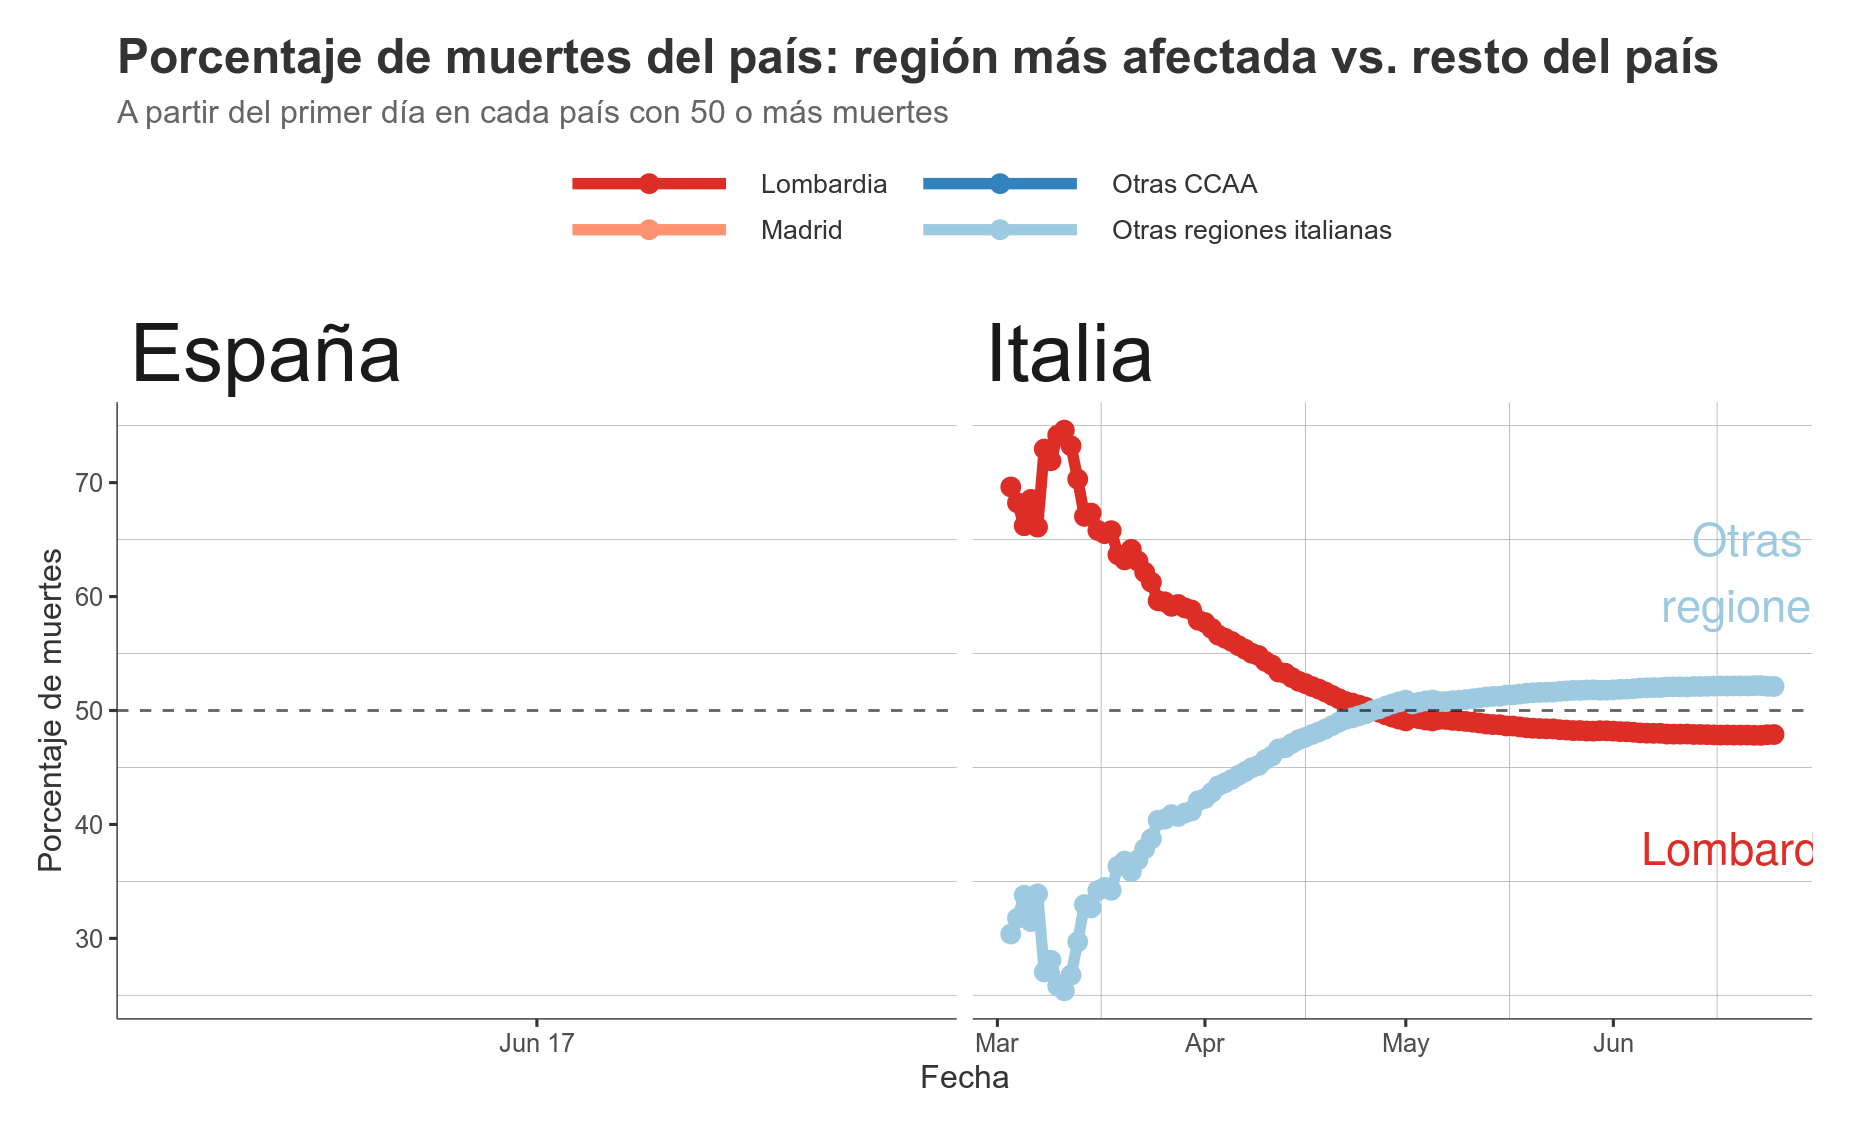 Porcentaje de muertes del país: región más afectada vs. resto del país
A partir del primer día en cada país con 50 o más muertes
Lombardia
Otras CCAA
Madrid
Otras regiones italianas
España
Italia
Porcentaje de muertes
70
60
50
40
30
Otras
regione
Lombard
Jun 17
Mar
Apr
May
Jun
Fecha